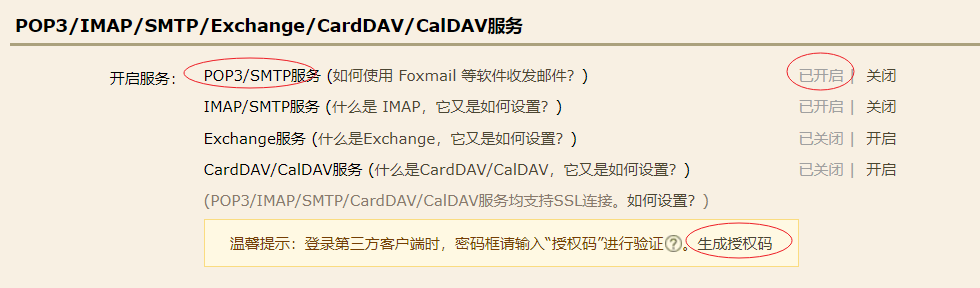 POP3/IMAP/SMTP/Exchange/CardDAV/CalDAV服务
开启服务： POP3/SMTP服务 (如何使用 Foxmail 等软件收发邮件？) 已开启 | 关闭
IMAP/SMTP服务 (什么是 IMAP，它又是如何设置？) 已开启 | 关闭
Exchange服务 (什么是Exchange，它又是如何设置？) 已关闭 | 开启
CardDAV/CalDAV服务 (什么是CardDAV/CalDAV，它又是如何设置？) 已关闭 | 开启
(POP3/IMAP/SMTP/CardDAV/CalDAV服务均支持SSL连接。如何设置？)
温馨提示：登录第三方客户端时，密码框请输入“授权码”进行验证?。生成授权码